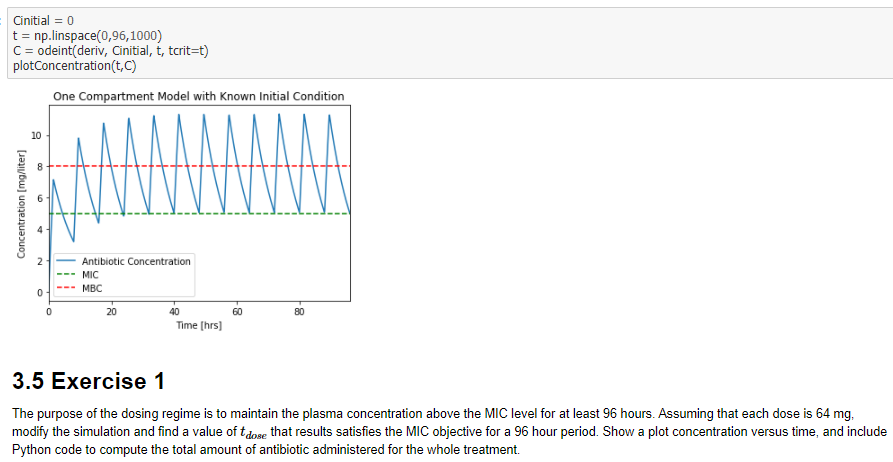 Cinitial = 0
t = np.linspace(0,96,1000)
C = odeint(deriv, Cinitial, t, tcrit=t)
plotConcentration(t,C)
One Compartment Model with Known Initial Condition
Concentration [mg/liter]
10
8
6
4
2
0
Antibiotic Concentration
MIC
MBC
0 20 40 60 80
Time [hrs]
3.5 Exercise 1
The purpose of the dosing regime is to maintain the plasma concentration above the MIC level for at least 96 hours. Assuming that each dose is 64 mg,
modify the simulation and find a value of tdose that results satisfies the MIC objective for a 96 hour period. Show a plot concentration versus time, and include
Python code to compute the total amount of antibiotic administered for the whole treatment.